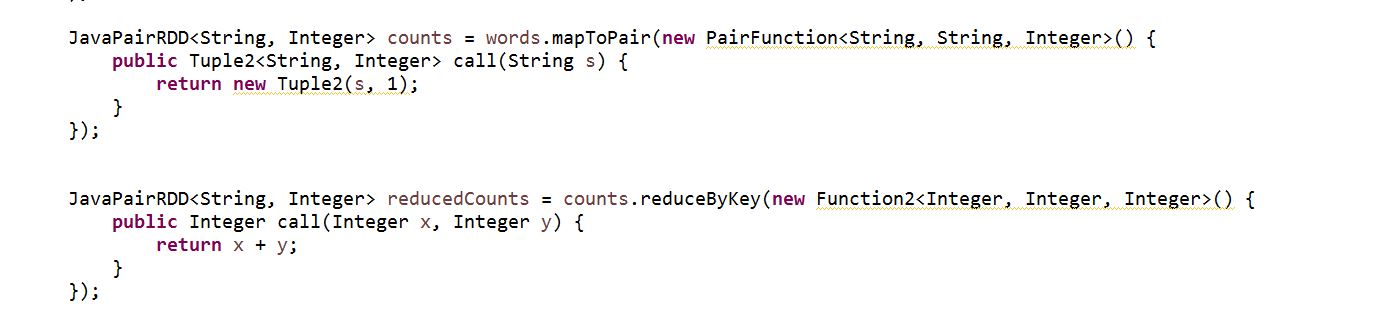 JavaPairRDD<String, Integer> counts = words.mapToPair(new PairFunction<String, String, Integer>() {
    public Tuple2<String, Integer> call(String s) {
        return new Tuple2(s, 1);
    }
});
JavaPairRDD<String, Integer> reducedCounts = counts.reduceByKey(new Function2<Integer, Integer, Integer>() {
    public Integer call(Integer x, Integer y) {
        return x + y;
    }
});